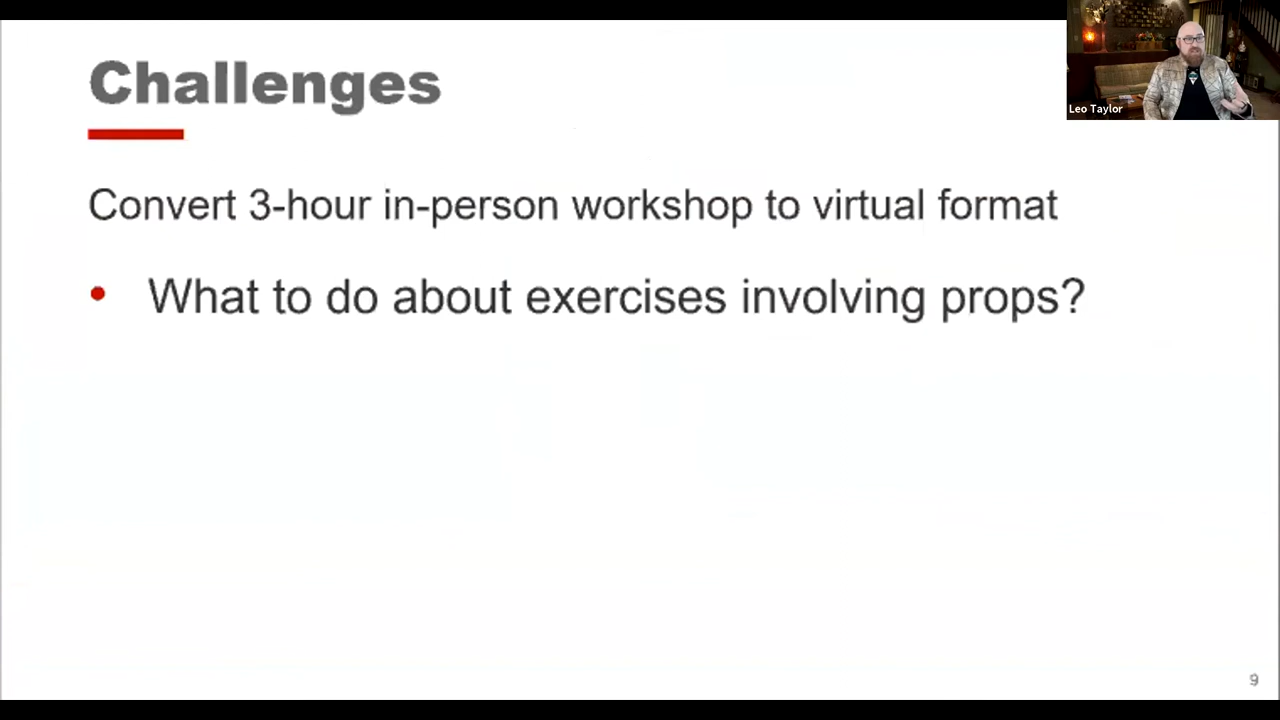 Challenges
Leo Taylor
Convert 3-hour in-person workshop to virtual format
• What to do about exercises involving props?
9